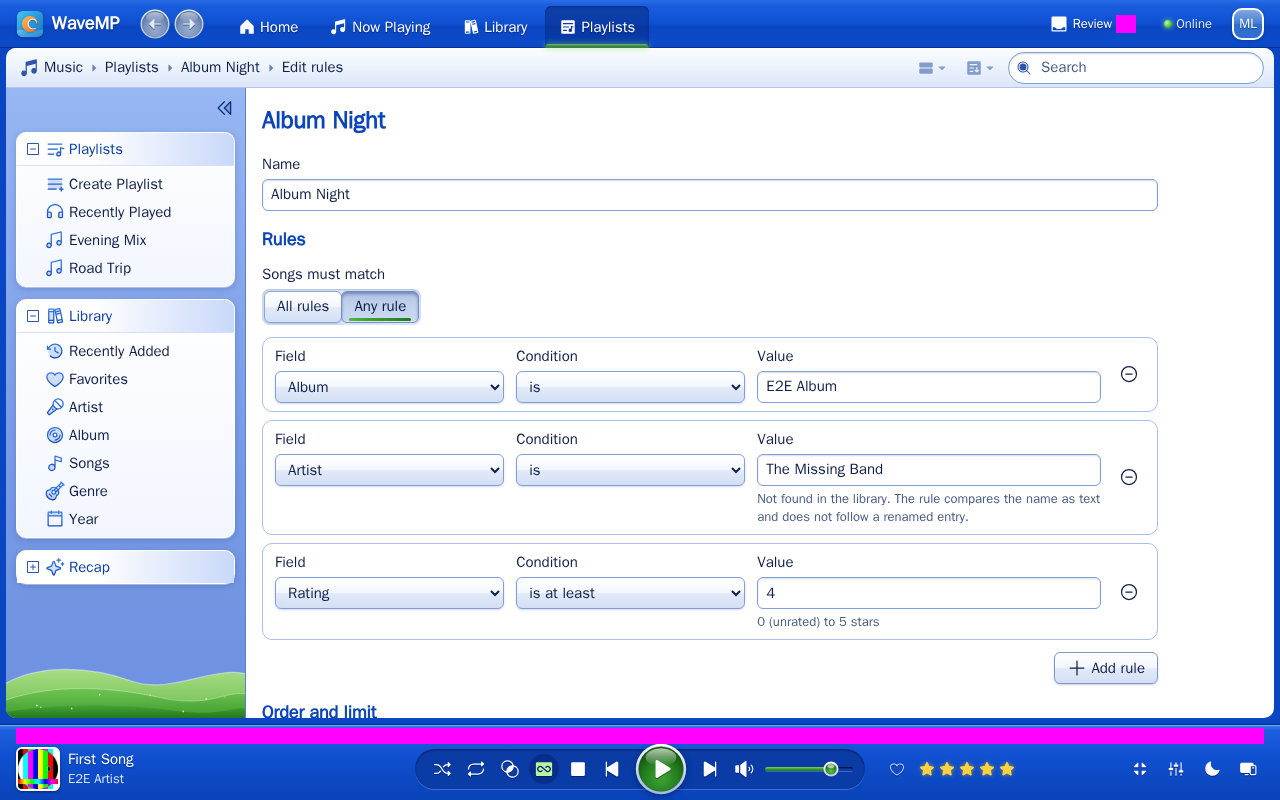 WaveMP
Home
Now Playing
Library
Playlists
Review
Online
ML
Music
Playlists
Album Night
Edit rules
Search
Playlists
Create Playlist
Recently Played
Evening Mix
Road Trip
Library
Recently Added
Favorites
Artist
Album
Songs
Genre
Year
Recap
Album Night
Name
Album Night
Rules
Songs must match
All rules
Any rule
Field
Condition
Value
Album
is
E2E Album
Field
Condition
Value
Artist
is
The Missing Band
Not found in the library. The rule compares the name as text
and does not follow a renamed entry.
Field
Condition
Value
Rating
is at least
4
0 (unrated) to 5 stars
Add rule
Order and limit
First Song
E2E Artist